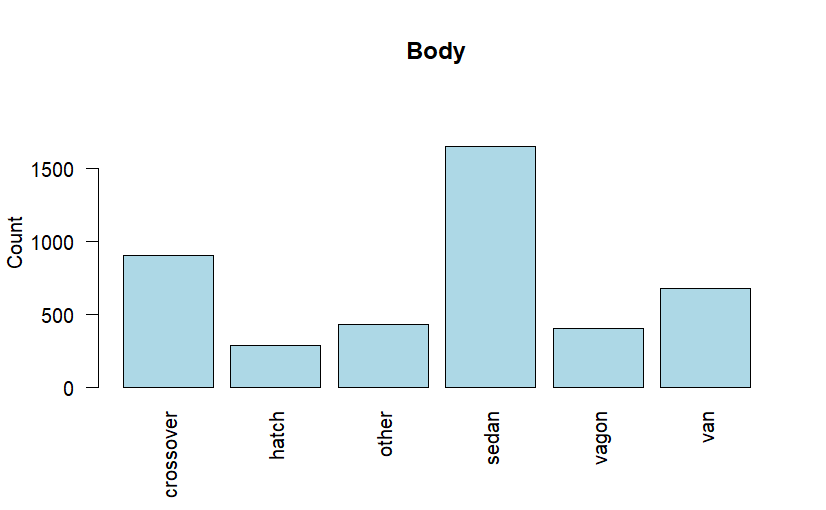 Body
Count
1500
1000
500
0
crossover
hatch
other
sedan
vagon
van